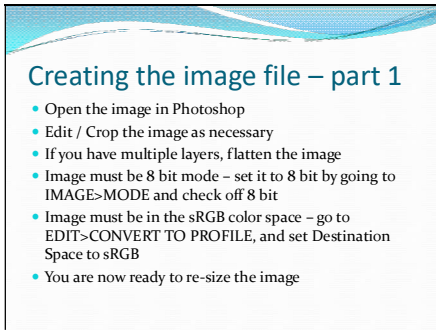 Creating the image file – part 1
• Open the image in Photoshop
• Edit / Crop the image as necessary
• If you have multiple layers, flatten the image
• Image must be 8 bit mode – set it to 8 bit by going to
IMAGE>MODE and check off 8 bit
• Image must be in the sRGB color space – go to
EDIT>CONVERT TO PROFILE, and set Destination
Space to sRGB
• You are now ready to re-size the image